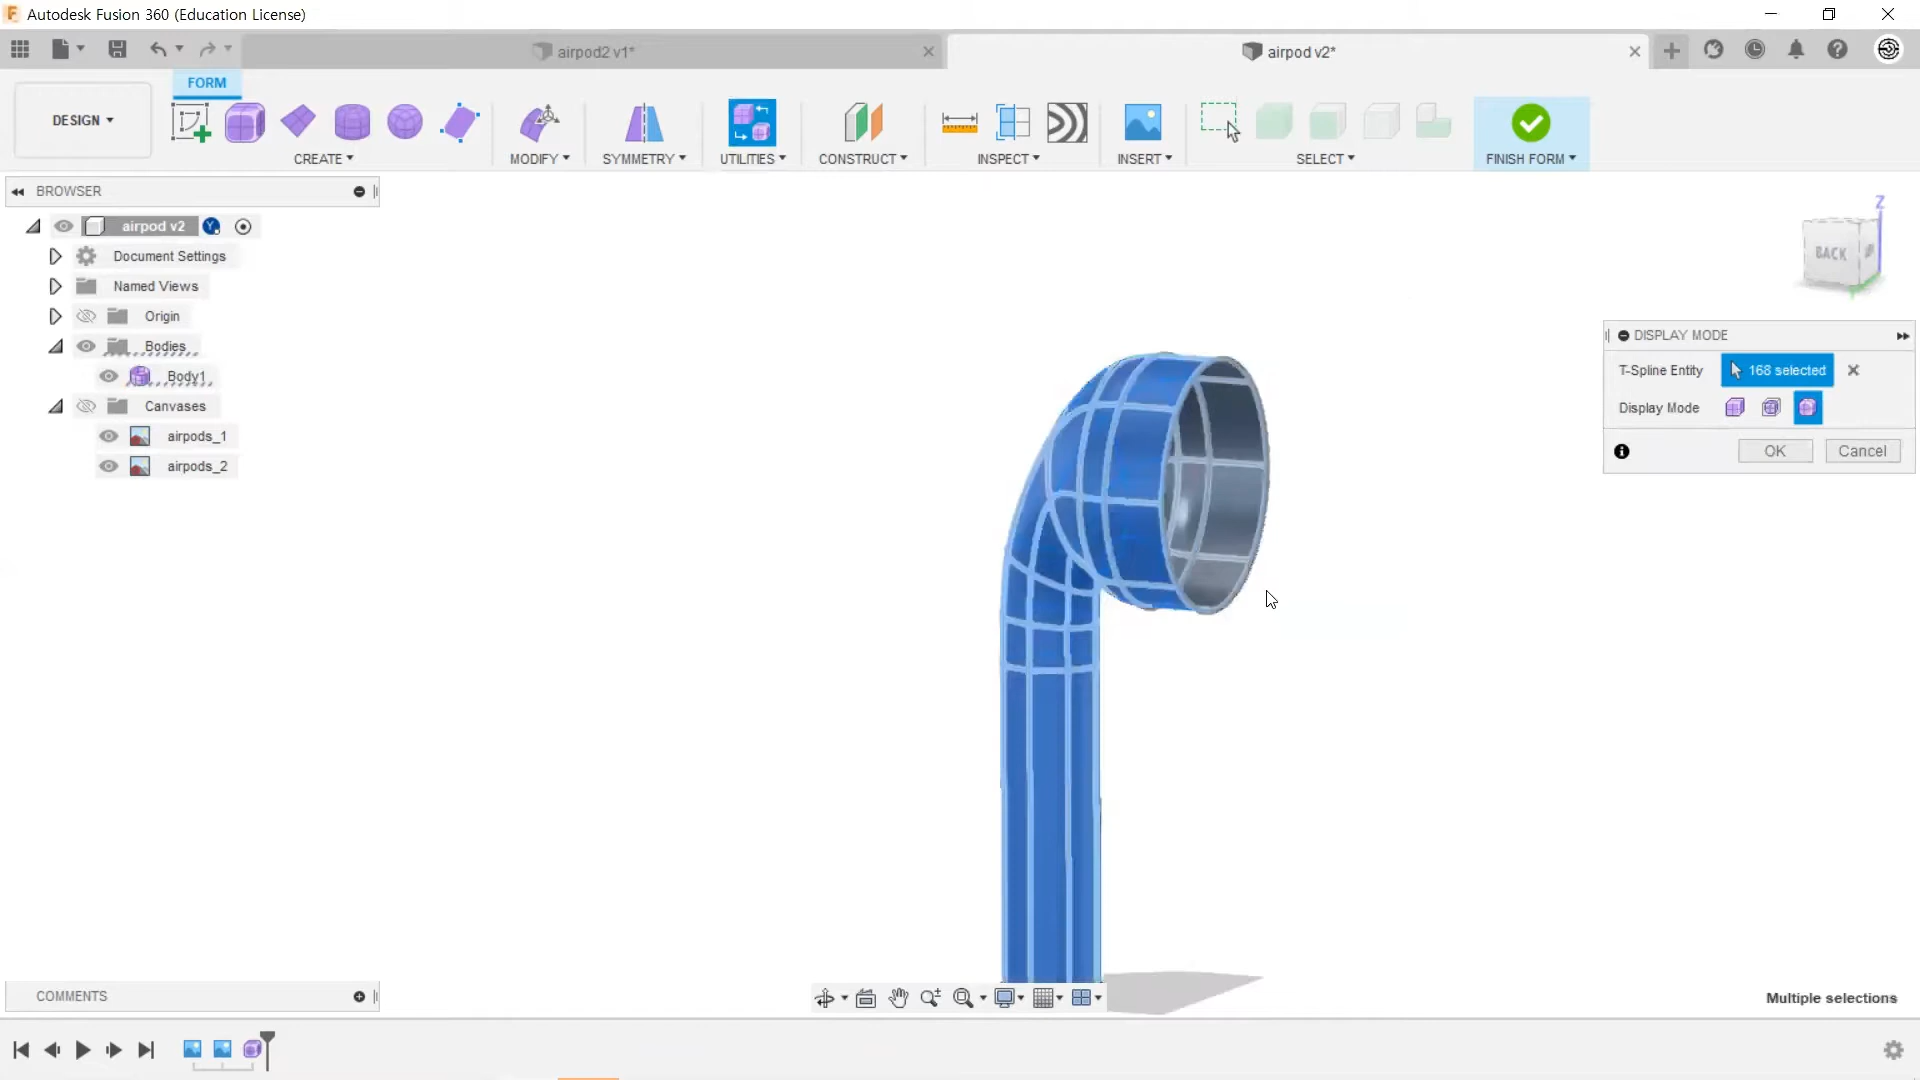 Autodesk Fusion 360 (Education License)
airpod2 v1*
airpod v2*
FORM
DESIGN
CREATE
MODIFY
SYMMETRY
UTILITIES
CONSTRUCT
INSPECT
INSERT
SELECT
FINISH FORM
BROWSER
airpod v2
Document Settings
Named Views
Origin
Bodies
Body1
Canvases
airpods_1
airpods_2
Z
BACK
DISPLAY MODE
T-Spline Entity
168 selected
Display Mode
OK
Cancel
COMMENTS
Multiple selections